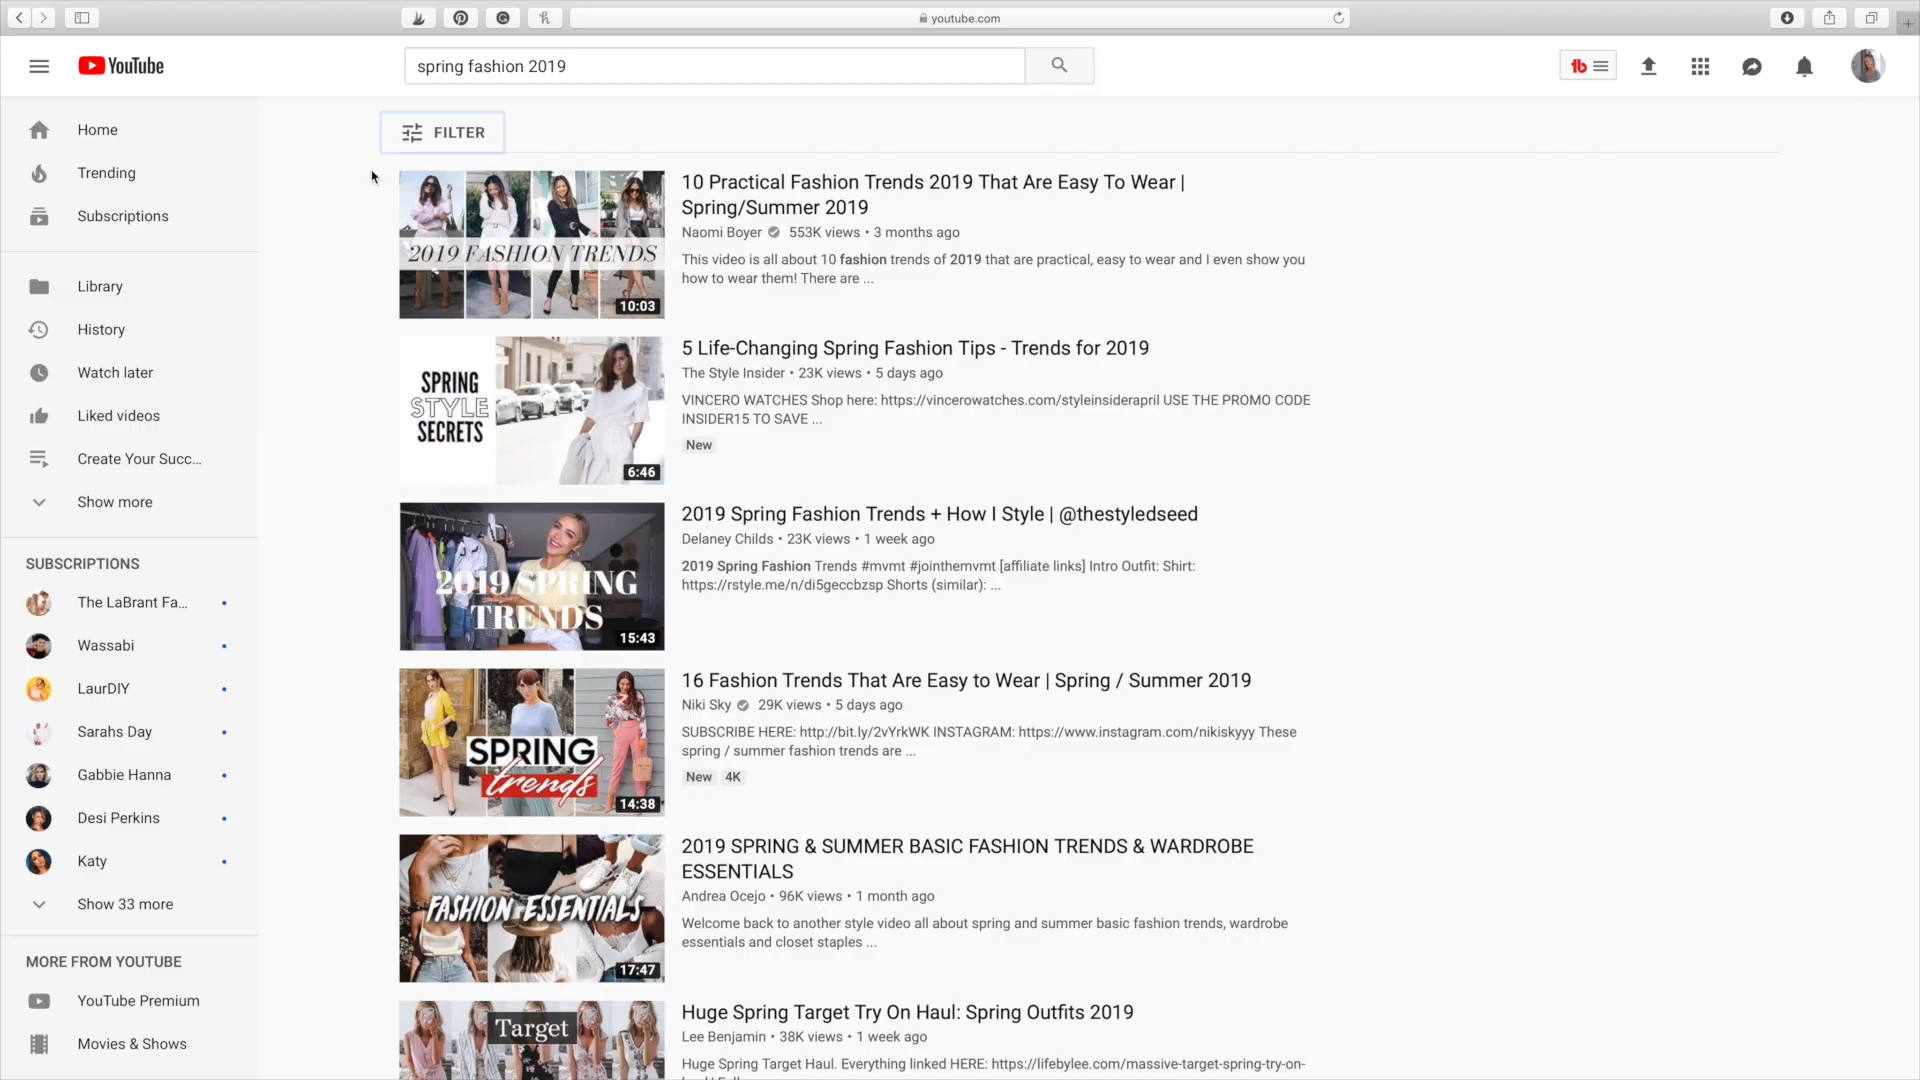 youtube.com
YouTube
spring fashion 2019
tb
FILTER
Home
Trending
Subscriptions
Library
History
Watch later
Liked videos
Create Your Succ...
Show more
SUBSCRIPTIONS
The LaBrant Fa...
Wassabi
LaurDIY
Sarahs Day
Gabbie Hanna
Desi Perkins
Katy
Show 33 more
MORE FROM YOUTUBE
YouTube Premium
Movies & Shows
2019 FASHION TRENDS
10:03
10 Practical Fashion Trends 2019 That Are Easy To Wear |
Spring/Summer 2019
Naomi Boyer 553K views • 3 months ago
This video is all about 10 fashion trends of 2019 that are practical, easy to wear and I even show you
how to wear them! There are ...
SPRING
STYLE
SECRETS
6:46
5 Life-Changing Spring Fashion Tips - Trends for 2019
The Style Insider • 23K views • 5 days ago
VINCERO WATCHES Shop here: https://vincerowatches.com/styleinsiderapril USE THE PROMO CODE
INSIDER15 TO SAVE ...
New
2019 SPRING
TRENDS
15:43
2019 Spring Fashion Trends + How I Style | @thestyledseed
Delaney Childs • 23K views • 1 week ago
2019 Spring Fashion Trends #mvmt #jointhemvmt [affiliate links] Intro Outfit: Shirt:
https://rstyle.me/n/di5geccbzsp Shorts (similar): ...
SPRING
trends
14:38
16 Fashion Trends That Are Easy to Wear | Spring / Summer 2019
Niki Sky 29K views • 5 days ago
SUBSCRIBE HERE: http://bit.ly/2vYrkWK INSTAGRAM: https://www.instagram.com/nikiskyyy These
spring / summer fashion trends are ...
New 4K
FASHION ESSENTIALS
17:47
2019 SPRING & SUMMER BASIC FASHION TRENDS & WARDROBE
ESSENTIALS
Andrea Ocejo • 96K views • 1 month ago
Welcome back to another style video all about spring and summer basic fashion trends, wardrobe
essentials and closet staples ...
Target
Huge Spring Target Try On Haul: Spring Outfits 2019
Lee Benjamin • 38K views • 1 week ago
Huge Spring Target Haul. Everything linked HERE: https://lifebylee.com/massive-target-spring-try-on-